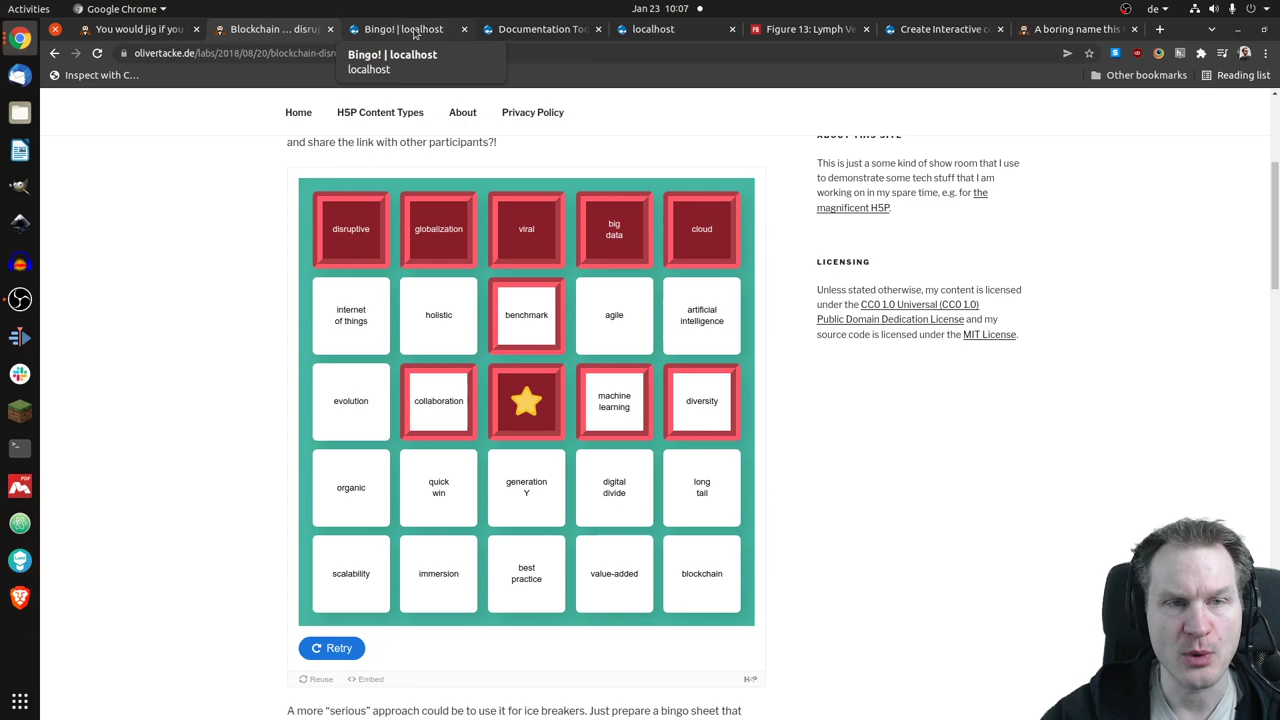 Activities
Google Chrome
Jan 23 10:07
de
You would jig if you
Blockchain … disrup
Bingo! | localhost
Documentation Too
localhost
Figure 13: Lymph Ve
Create Interactive c
A boring name this t
olivertacke.de/labs/2018/08/20/blockchain-disr
Bingo! | localhost
localhost
Inspect with C…
Other bookmarks
Reading list
Home
H5P Content Types
About
Privacy Policy
and share the link with other participants?!
disruptive
globalization
viral
big
data
cloud
internet
of things
holistic
benchmark
agile
artificial
intelligence
evolution
collaboration
machine
learning
diversity
organic
quick
win
generation
Y
digital
divide
long
tail
scalability
immersion
best
practice
value-added
blockchain
Retry
Reuse
Embed
H5P
A more “serious” approach could be to use it for ice breakers. Just prepare a bingo sheet that
ABOUT THIS SITE
This is just a some kind of show room that I use
to demonstrate some tech stuff that I am
working on in my spare time, e.g. for the
magnificent H5P.
LICENSING
Unless stated otherwise, my content is licensed
under the CC0 1.0 Universal (CC0 1.0)
Public Domain Dedication License and my
source code is licensed under the MIT License.